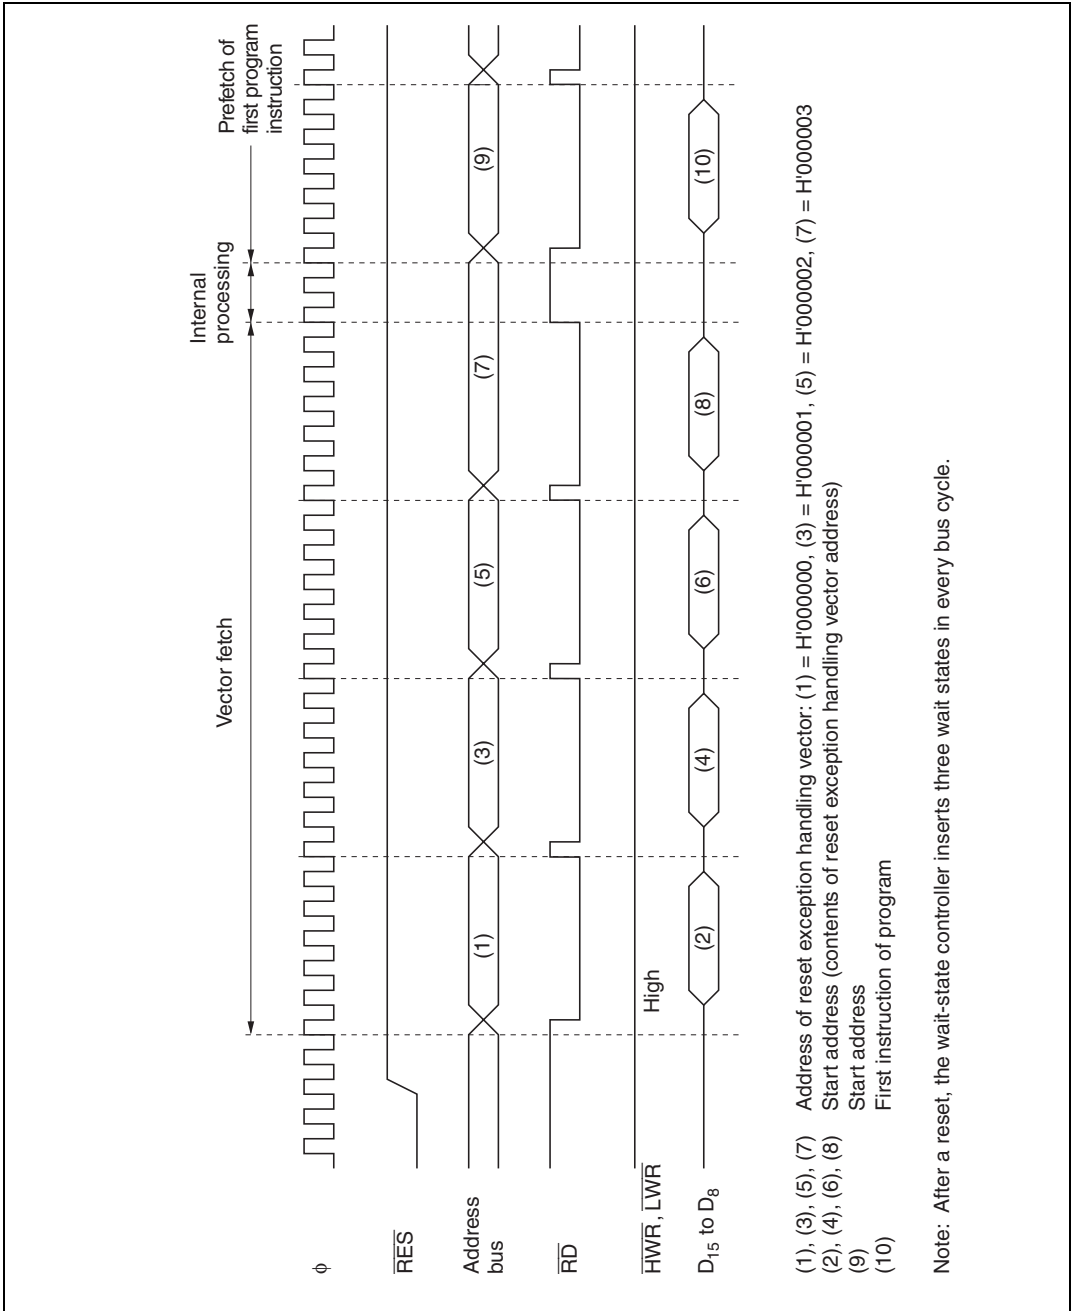 Vector fetch
Internal
processing
Prefetch of
first program
instruction
φ
RES
Address
bus
(1)
(3)
(5)
(7)
(9)
RD
HWR, LWR
High
D15 to D8
(2)
(4)
(6)
(8)
(10)
(1), (3), (5), (7) Address of reset exception handling vector: (1) = H'000000, (3) = H'000001, (5) = H'000002, (7) = H'000003
(2), (4), (6), (8) Start address (contents of reset exception handling vector address)
(9) Start address
(10) First instruction of program
Note: After a reset, the wait-state controller inserts three wait states in every bus cycle.